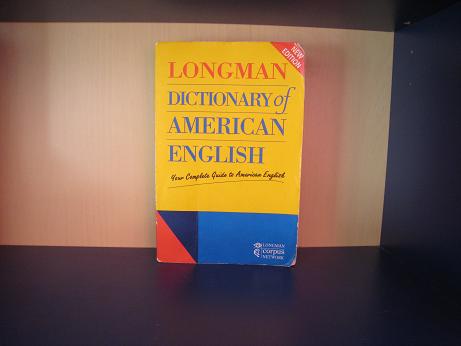 NEW
EDITION
LONGMAN
DICTIONARY of
AMERICAN
ENGLISH
Your Complete Guide to American English
LONGMAN
corpus
NETWORK